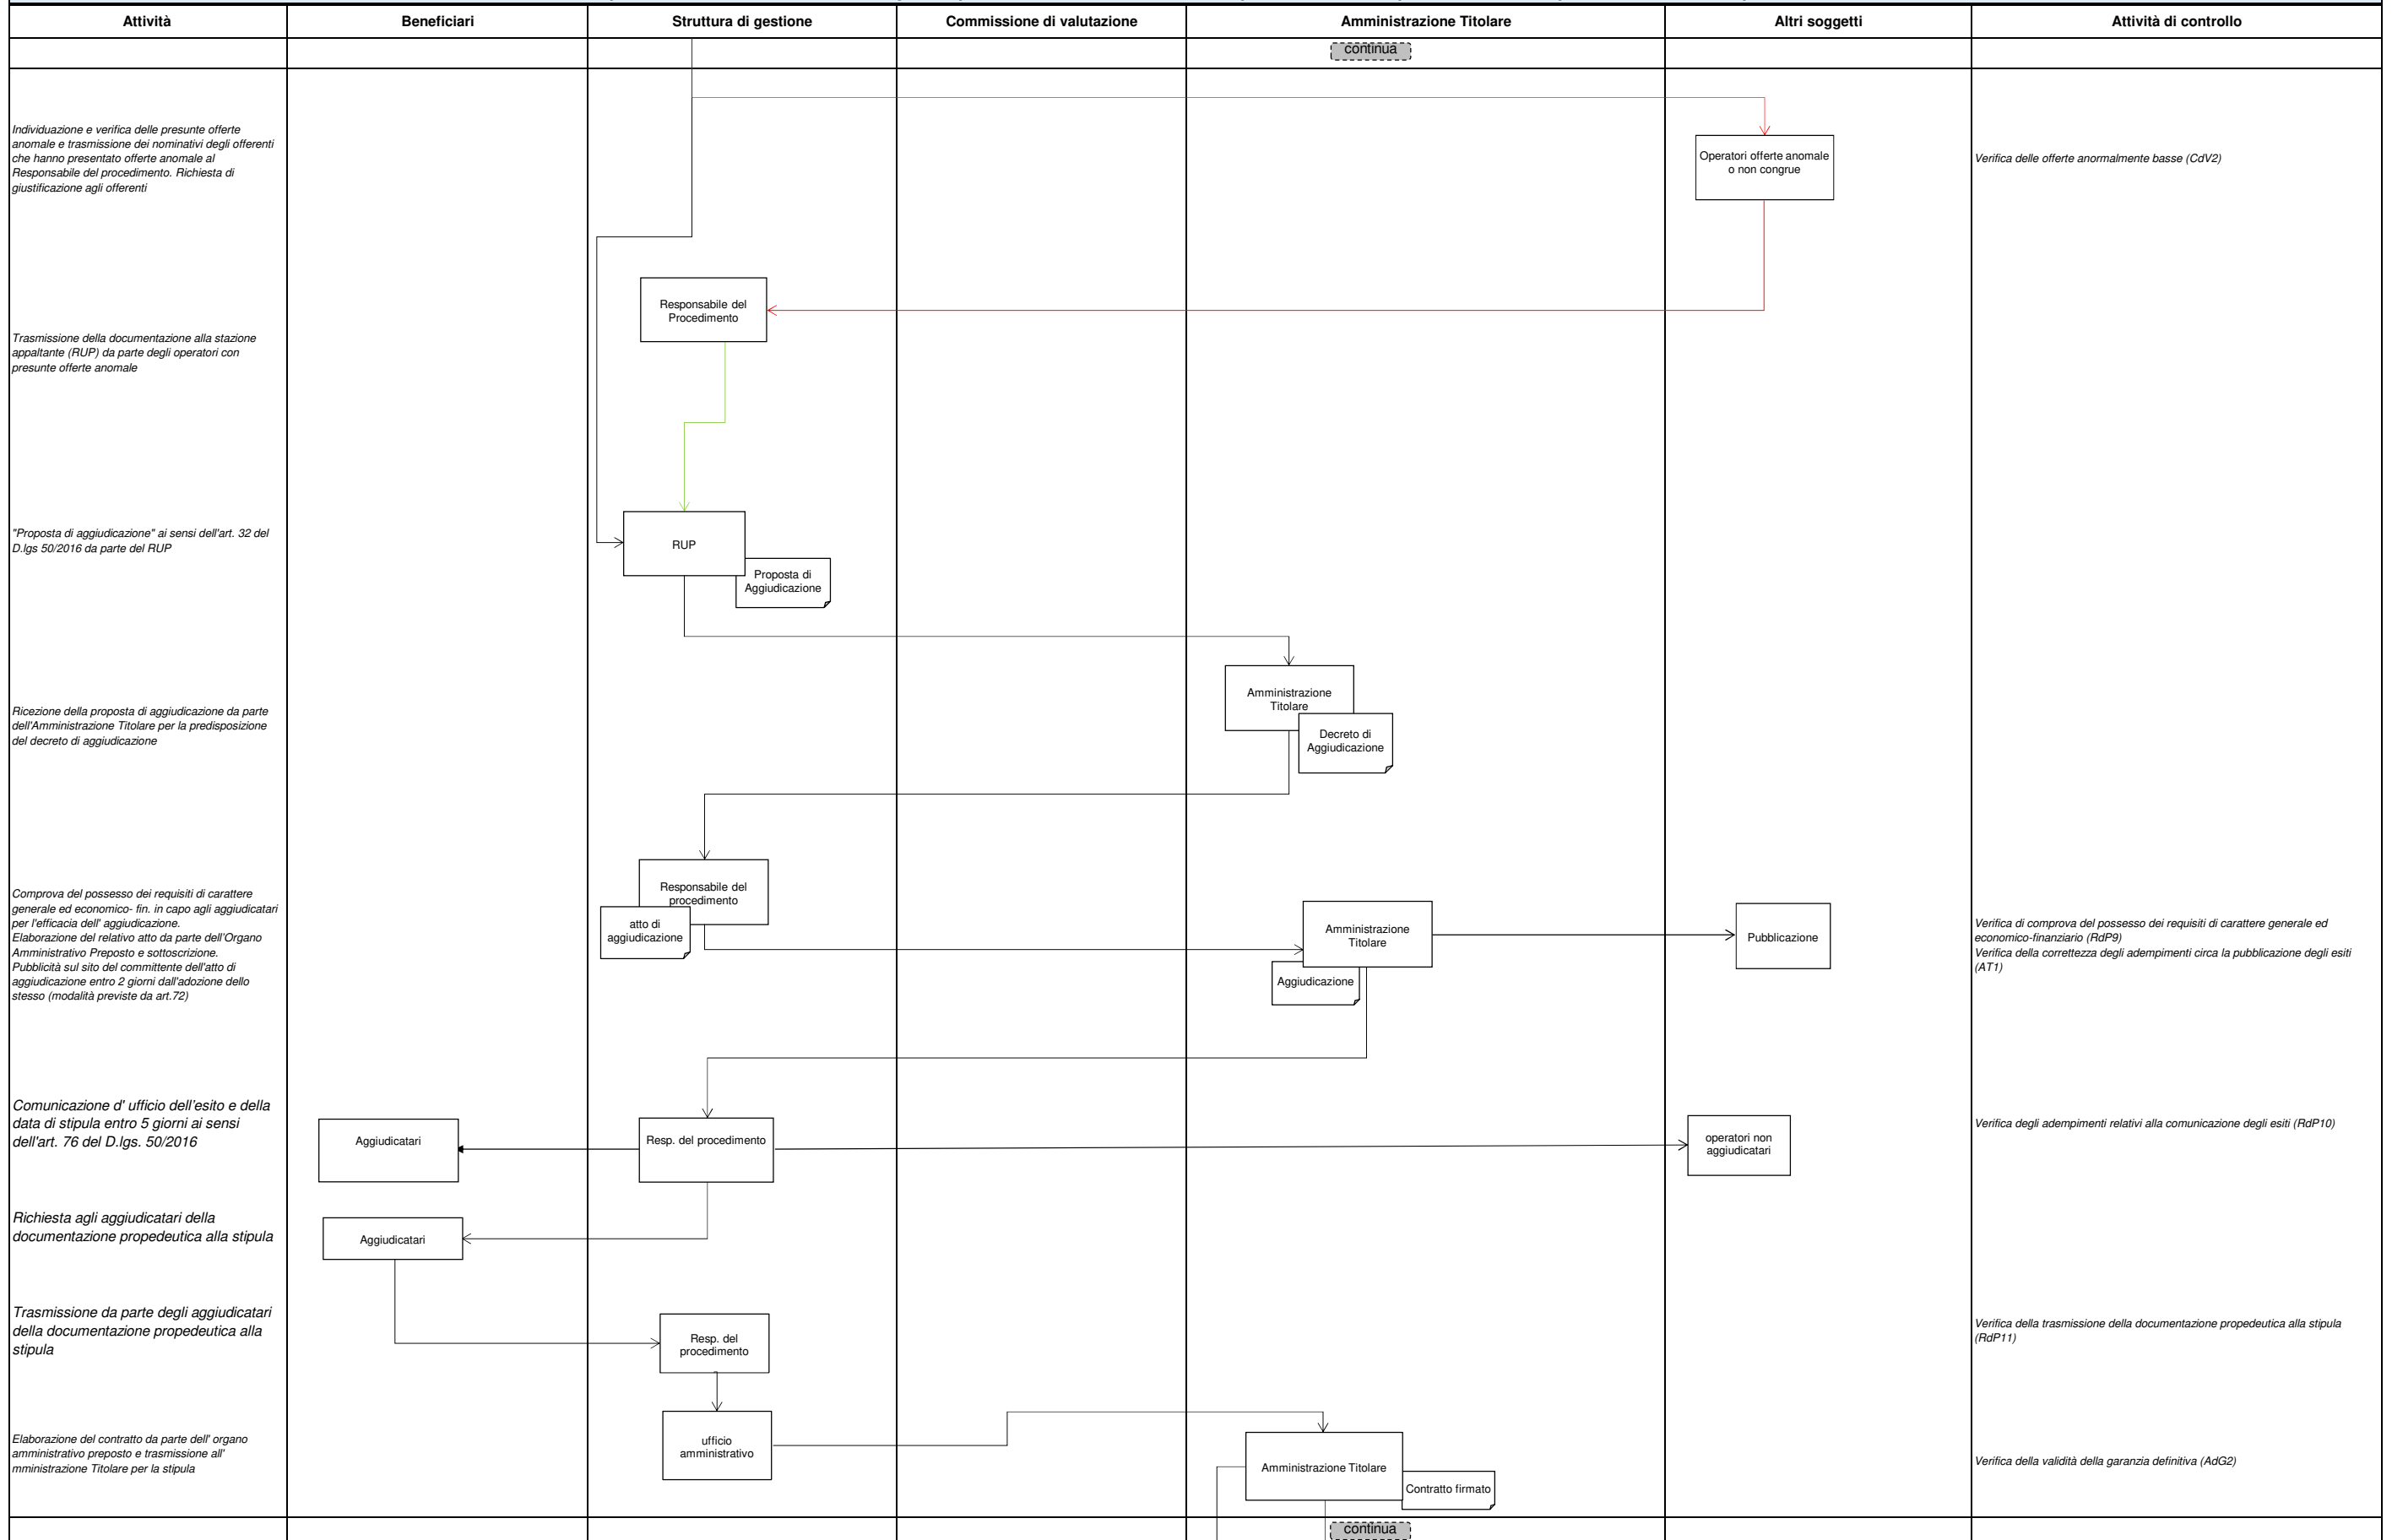 Attività
Beneficiari
Struttura di gestione
Commissione di valutazione
Amministrazione Titolare
Altri soggetti
Attività di controllo
continua
Individuazione e verifica delle presunte offerte
anomale e trasmissione dei nominativi degli offerenti
che hanno presentato offerte anomale al
Responsabile del procedimento. Richiesta di
giustificazione agli offerenti
Operatori offerte anomale
o non congrue
Verifica delle offerte anormalmente basse (CdV2)
Responsabile del
Procedimento
Trasmissione della documentazione alla stazione
appaltante (RUP) da parte degli operatori con
presunte offerte anomale
"Proposta di aggiudicazione" ai sensi dell'art. 32 del
D.lgs 50/2016 da parte del RUP
RUP
Proposta di
Aggiudicazione
Ricezione della proposta di aggiudicazione da parte
dell'Amministrazione Titolare per la predisposizione
del decreto di aggiudicazione
Amministrazione
Titolare
Decreto di
Aggiudicazione
Comprova del possesso dei requisiti di carattere
generale ed economico- fin. in capo agli aggiudicatari
per l'efficacia dell' aggiudicazione.
Elaborazione del relativo atto da parte dell'Organo
Amministrativo Preposto e sottoscrizione.
Pubblicità sul sito del committente dell'atto di
aggiudicazione entro 2 giorni dall'adozione dello
stesso (modalità previste da art.72)
Responsabile del
procedimento
atto di
aggiudicazione
Amministrazione
Titolare
Aggiudicazione
Pubblicazione
Verifica di comprova del possesso dei requisiti di carattere generale ed
economico-finanziario (RdP9)
Verifica della correttezza degli adempimenti circa la pubblicazione degli esiti
(AT1)
Comunicazione d' ufficio dell'esito e della
data di stipula entro 5 giorni ai sensi
dell'art. 76 del D.lgs. 50/2016
Aggiudicatari
Resp. del procedimento
operatori non
aggiudicatari
Verifica degli adempimenti relativi alla comunicazione degli esiti (RdP10)
Richiesta agli aggiudicatari della
documentazione propedeutica alla stipula
Aggiudicatari
Trasmissione da parte degli aggiudicatari
della documentazione propedeutica alla
stipula
Resp. del
procedimento
Verifica della trasmissione della documentazione propedeutica alla stipula
(RdP11)
Elaborazione del contratto da parte dell' organo
amministrativo preposto e trasmissione all'
mministrazione Titolare per la stipula
ufficio
amministrativo
Amministrazione Titolare
Contratto firmato
Verifica della validità della garanzia definitiva (AdG2)
continua